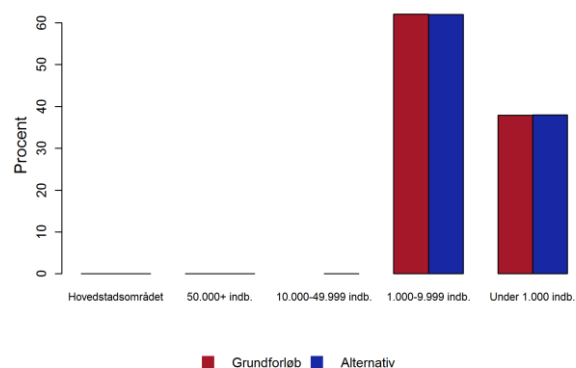 Procent
60
50
40
30
20
10
0
Hovedstadsområdet 50.000+ indb. 10.000-49.999 indb. 1.000-9.999 indb. Under 1.000 indb.
Grundforløb Alternativ